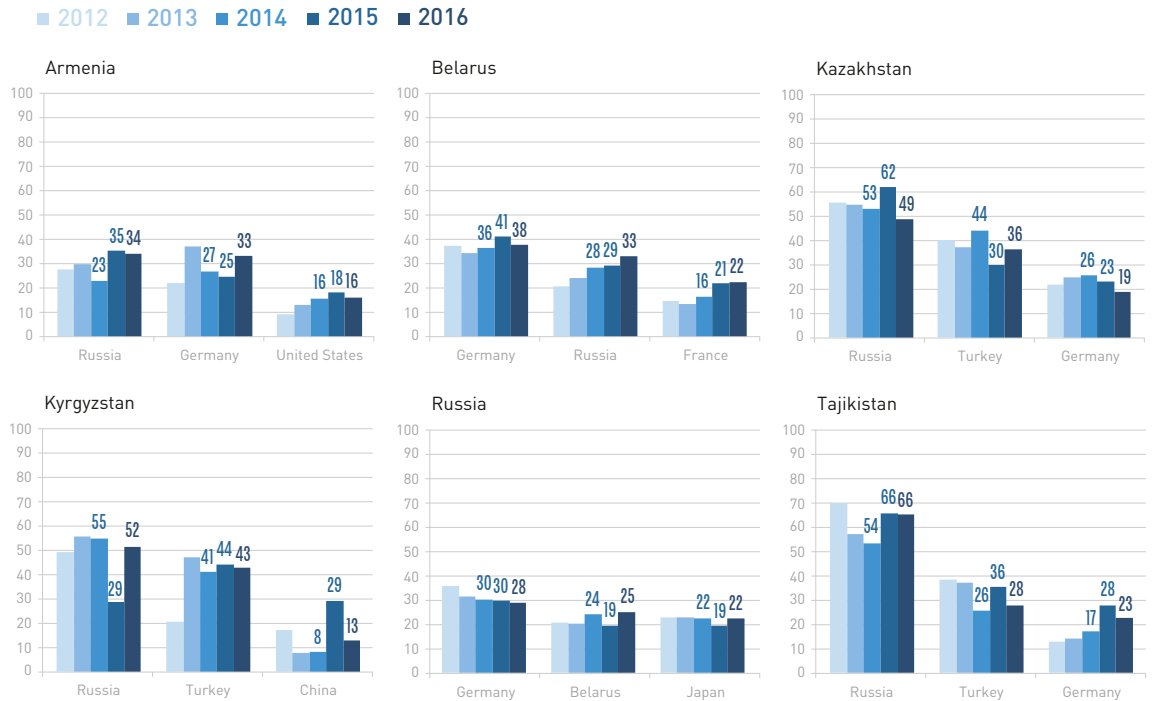 2012 2013 2014 2015 2016
Armenia
100
90
80
70
60
50
40
30
20
10
0
23 35 34
27 25 33
16 18 16
Russia Germany United States
Belarus
100
90
80
70
60
50
40
30
20
10
0
36 41 38
28 29 33
16 21 22
Germany Russia France
Kazakhstan
100
90
80
70
60
50
40
30
20
10
0
53 62 49
44 30 36
26 23 19
Russia Turkey Germany
Kyrgyzstan
100
90
80
70
60
50
40
30
20
10
0
55 29 52
41 44 43
8 29 13
Russia Turkey China
Russia
100
90
80
70
60
50
40
30
20
10
0
30 30 28
24 19 25
22 19 22
Germany Belarus Japan
Tajikistan
100
90
80
70
60
50
40
30
20
10
0
54 66 66
26 36 28
17 28 23
Russia Turkey Germany